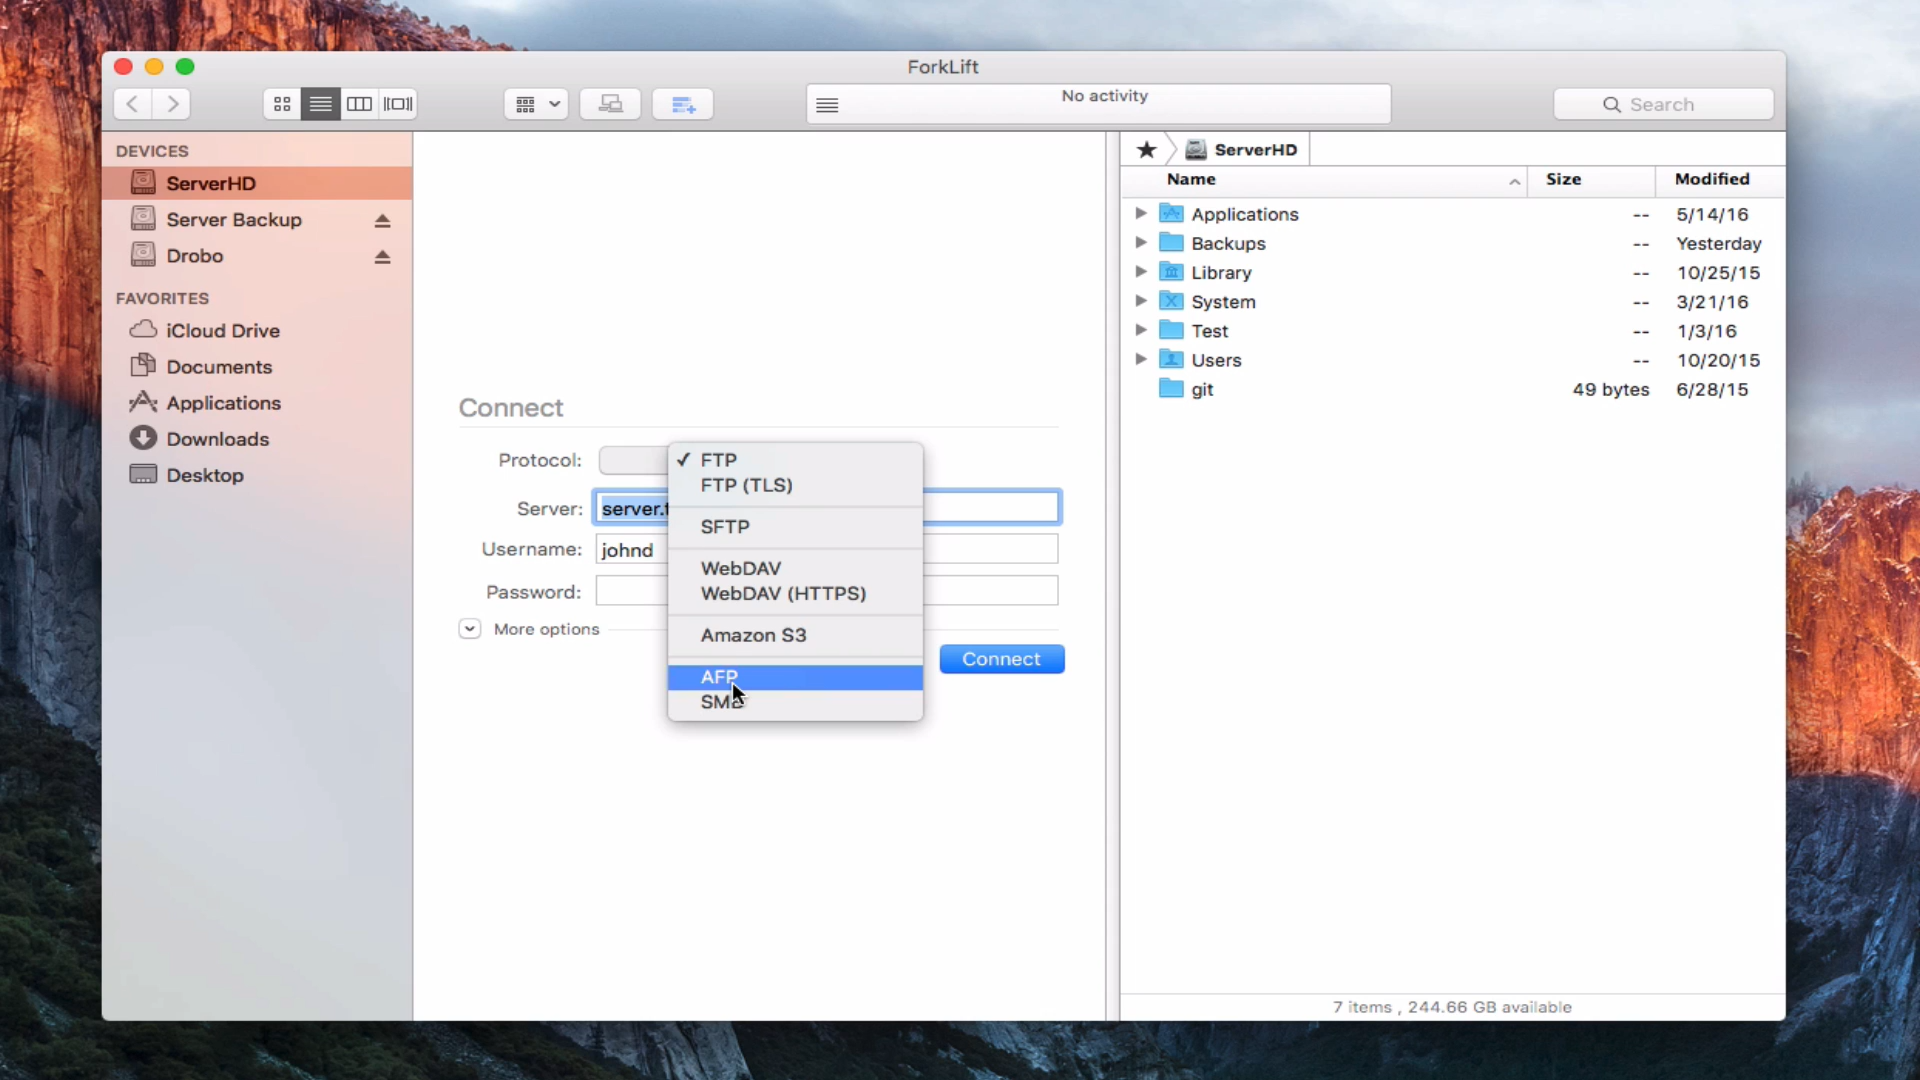 ForkLift
No activity
Search
DEVICES
ServerHD
Server Backup
Drobo
FAVORITES
iCloud Drive
Documents
Applications
Downloads
Desktop
Connect
Protocol:
Server: server.
Username: johnd
Password:
More options
Connect
✓ FTP
FTP (TLS)
SFTP
WebDAV
WebDAV (HTTPS)
Amazon S3
AFP
SMB
ServerHD
Name Size Modified
Applications -- 5/14/16
Backups -- Yesterday
Library -- 10/25/15
System -- 3/21/16
Test -- 1/3/16
Users -- 10/20/15
git 49 bytes 6/28/15
7 items , 244.66 GB available